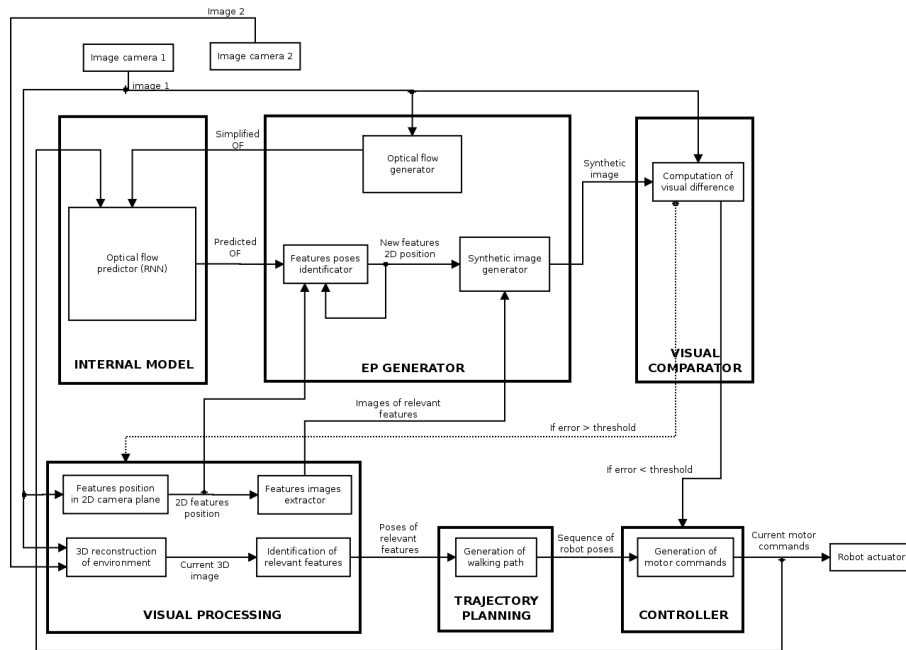 Image 2
Image camera 1
Image camera 2
image 1
Simplified
OF
Optical flow
generator
Synthetic
image
Computation of
visual difference
Optical flow
predictor (RNN)
Predicted
OF
Features poses
identificator
New features
2D position
Synthetic image
generator
INTERNAL MODEL
EP GENERATOR
VISUAL
COMPARATOR
Images of relevant
features
If error > threshold
If error < threshold
Features position
in 2D camera plane
2D features
position
Features images
extractor
3D reconstruction
of environment
Current 3D
image
Identification of
relevant features
Poses of
relevant
features
Generation of
walking path
Sequence of
robot poses
Generation of
motor commands
Current motor
commands
Robot actuator
VISUAL PROCESSING
TRAJECTORY
PLANNING
CONTROLLER